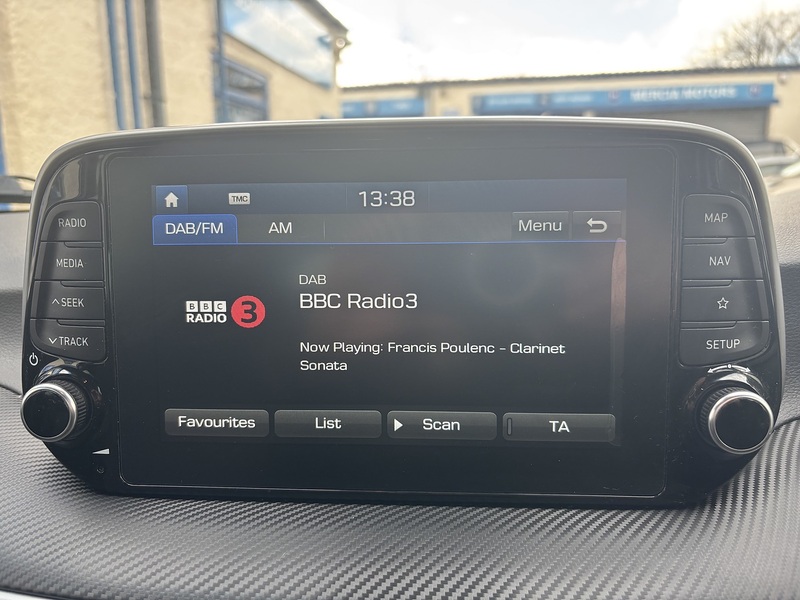 MERCIA MOTORS
TMC
13:38
DAB/FM
AM
Menu
RADIO
MEDIA
SEEK
TRACK
MAP
NAV
SETUP
BBC
RADIO 3
DAB
BBC Radio3
Now Playing: Francis Poulenc - Clarinet
Sonata
Favourites
List
Scan
TA